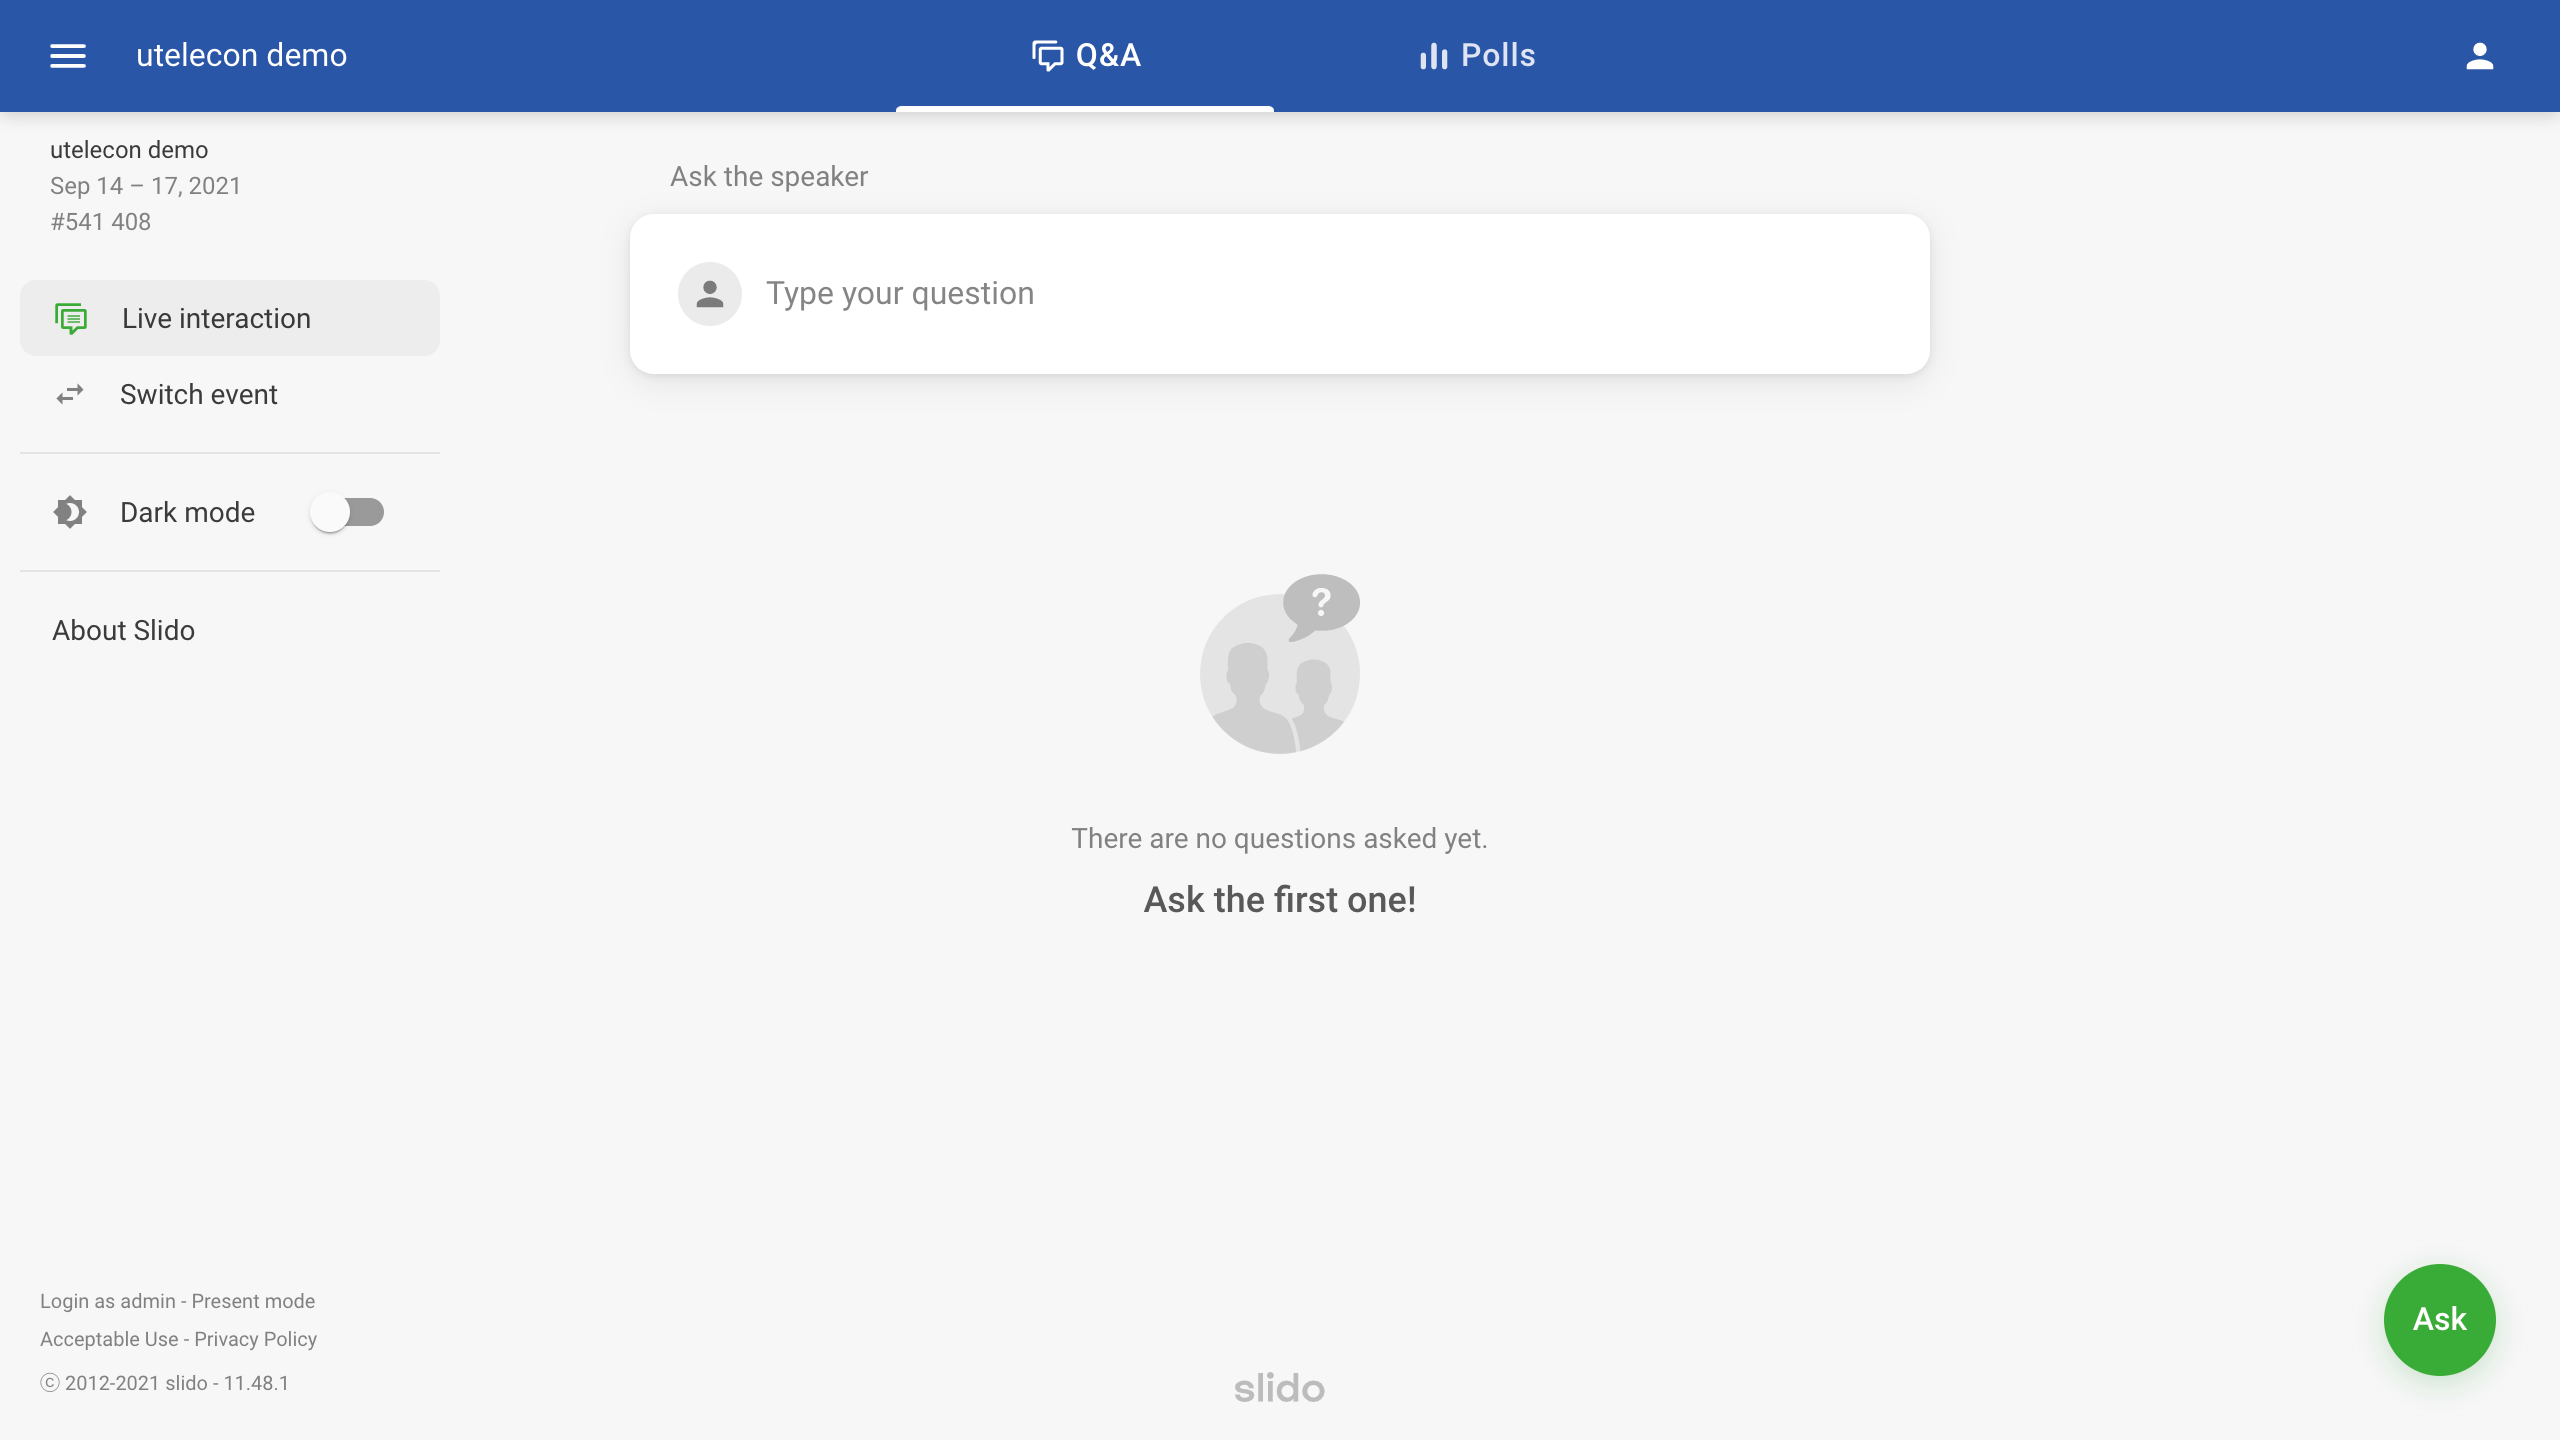 utelecon demo
Q&A
Polls
utelecon demo
Sep 14 – 17, 2021
#541 408
Live interaction
Switch event
Dark mode
About Slido
Ask the speaker
Type your question
?
There are no questions asked yet.
Ask the first one!
Login as admin - Present mode
Acceptable Use - Privacy Policy
© 2012-2021 slido - 11.48.1
slido
Ask